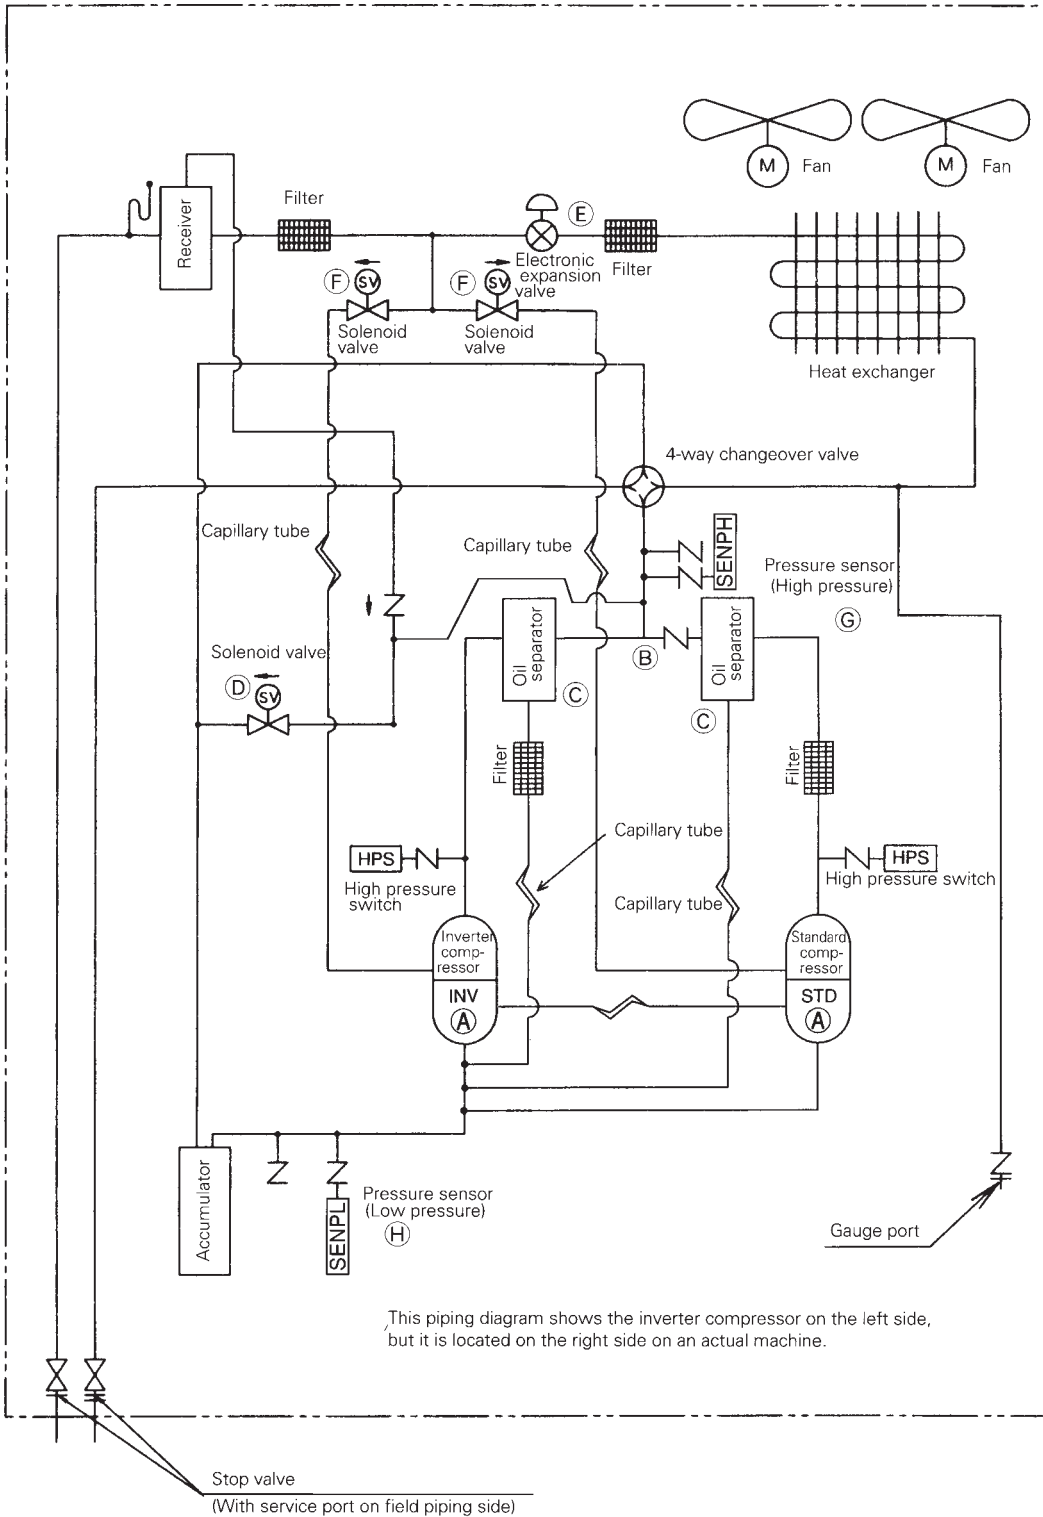 M
Fan
M
Fan
Receiver
Filter
E
Electronic
expansion
valve
Filter
F
SV
F
SV
Solenoid
valve
Solenoid
valve
Heat exchanger
4-way changeover valve
Capillary tube
Capillary tube
SENPH
Pressure sensor
(High pressure)
G
Oil
separator
Oil
separator
B
C
C
Solenoid valve
D
SV
Filter
Filter
Capillary tube
HPS
High pressure
switch
HPS
High pressure switch
Capillary tube
Inverter
comp-
ressor
INV
A
Standard
comp-
ressor
STD
A
Accumulator
Pressure sensor
(Low pressure)
H
SENPL
Gauge port
This piping diagram shows the inverter compressor on the left side,
but it is located on the right side on an actual machine.
Stop valve
(With service port on field piping side)